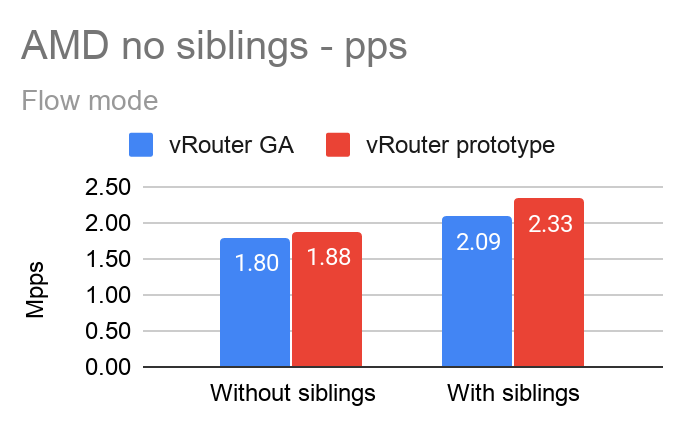 AMD no siblings - pps
Flow mode
vRouter GA vRouter prototype
2.50
2.00
1.50
1.00
0.50
0.00
Mpps
1.80 1.88 2.09 2.33
Without siblings With siblings